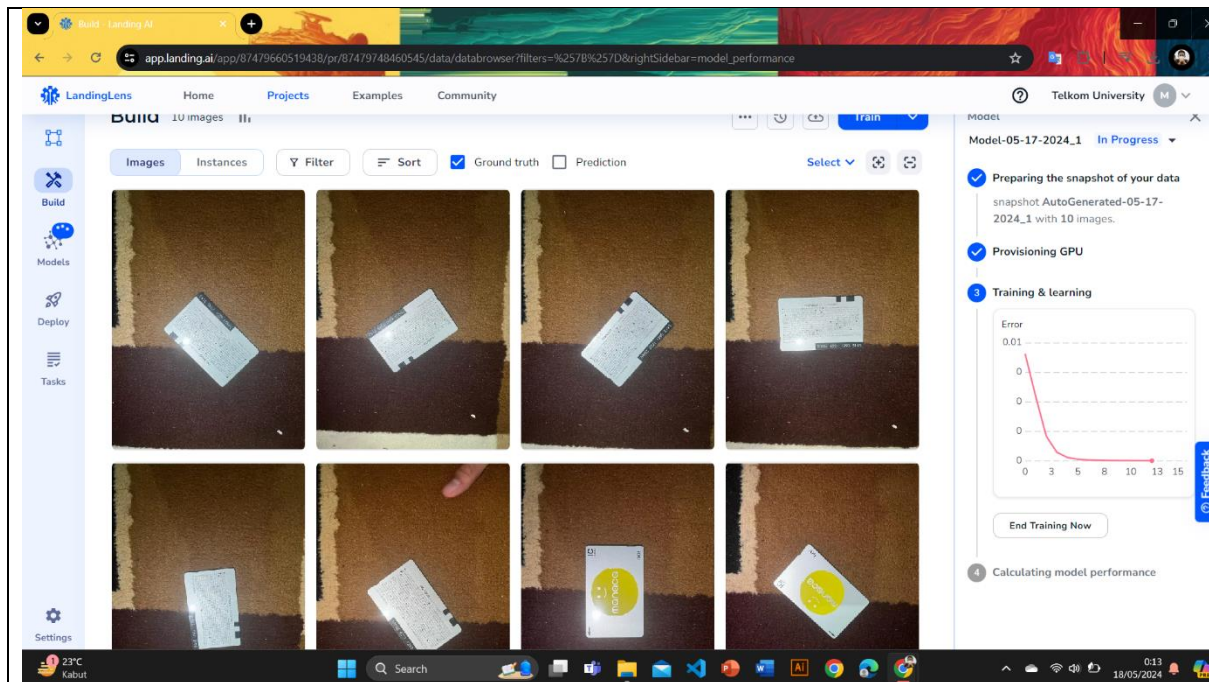 Build - Landing AI
app.landing.ai/app/87479660519438/pr/87479748460545/data/databrowser?filters=%257B%257D&rightSidebar=model_performance
LandingLens
Home
Projects
Examples
Community
Telkom University
M
Build
10 images
Train
Model
Model-05-17-2024_1
In Progress
Images
Instances
Filter
Sort
Ground truth
Prediction
Select
Build
Models
Deploy
Tasks
Settings
Preparing the snapshot of your data
snapshot AutoGenerated-05-17-
2024_1 with 10 images.
Provisioning GPU
3
Training & learning
Error
0.01
0
0
0
0
0 3 5 8 10 13 15
End Training Now
4
Calculating model performance
Feedback
1
23°C
Kabut
Search
0:13
18/05/2024